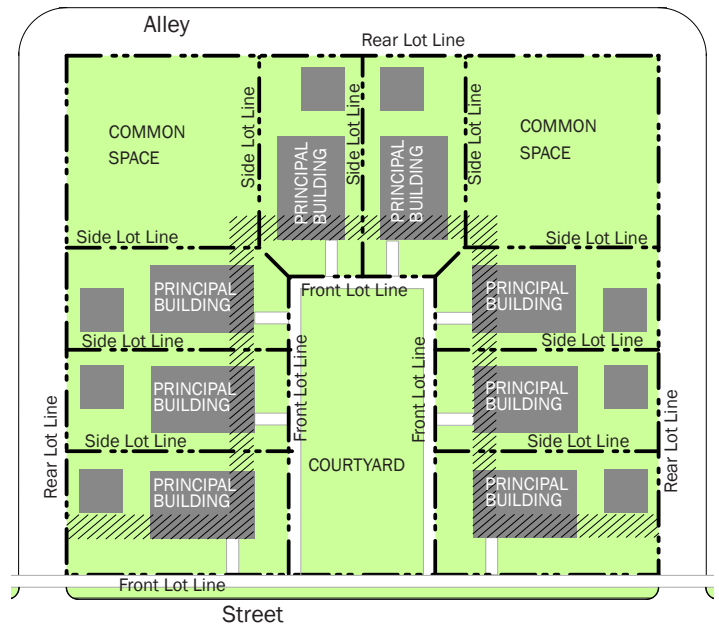 Alley
Rear Lot Line
COMMON
SPACE
Side Lot Line
PRINCIPAL
BUILDING
Side Lot Line
PRINCIPAL
BUILDING
Side Lot Line
COMMON
SPACE
Side Lot Line
Side Lot Line
PRINCIPAL
BUILDING
Front Lot Line
PRINCIPAL
BUILDING
Side Lot Line
Side Lot Line
Rear Lot Line
PRINCIPAL
BUILDING
Front Lot Line
Front Lot Line
PRINCIPAL
BUILDING
Rear Lot Line
Side Lot Line
Side Lot Line
COURTYARD
PRINCIPAL
BUILDING
PRINCIPAL
BUILDING
Front Lot Line
Street